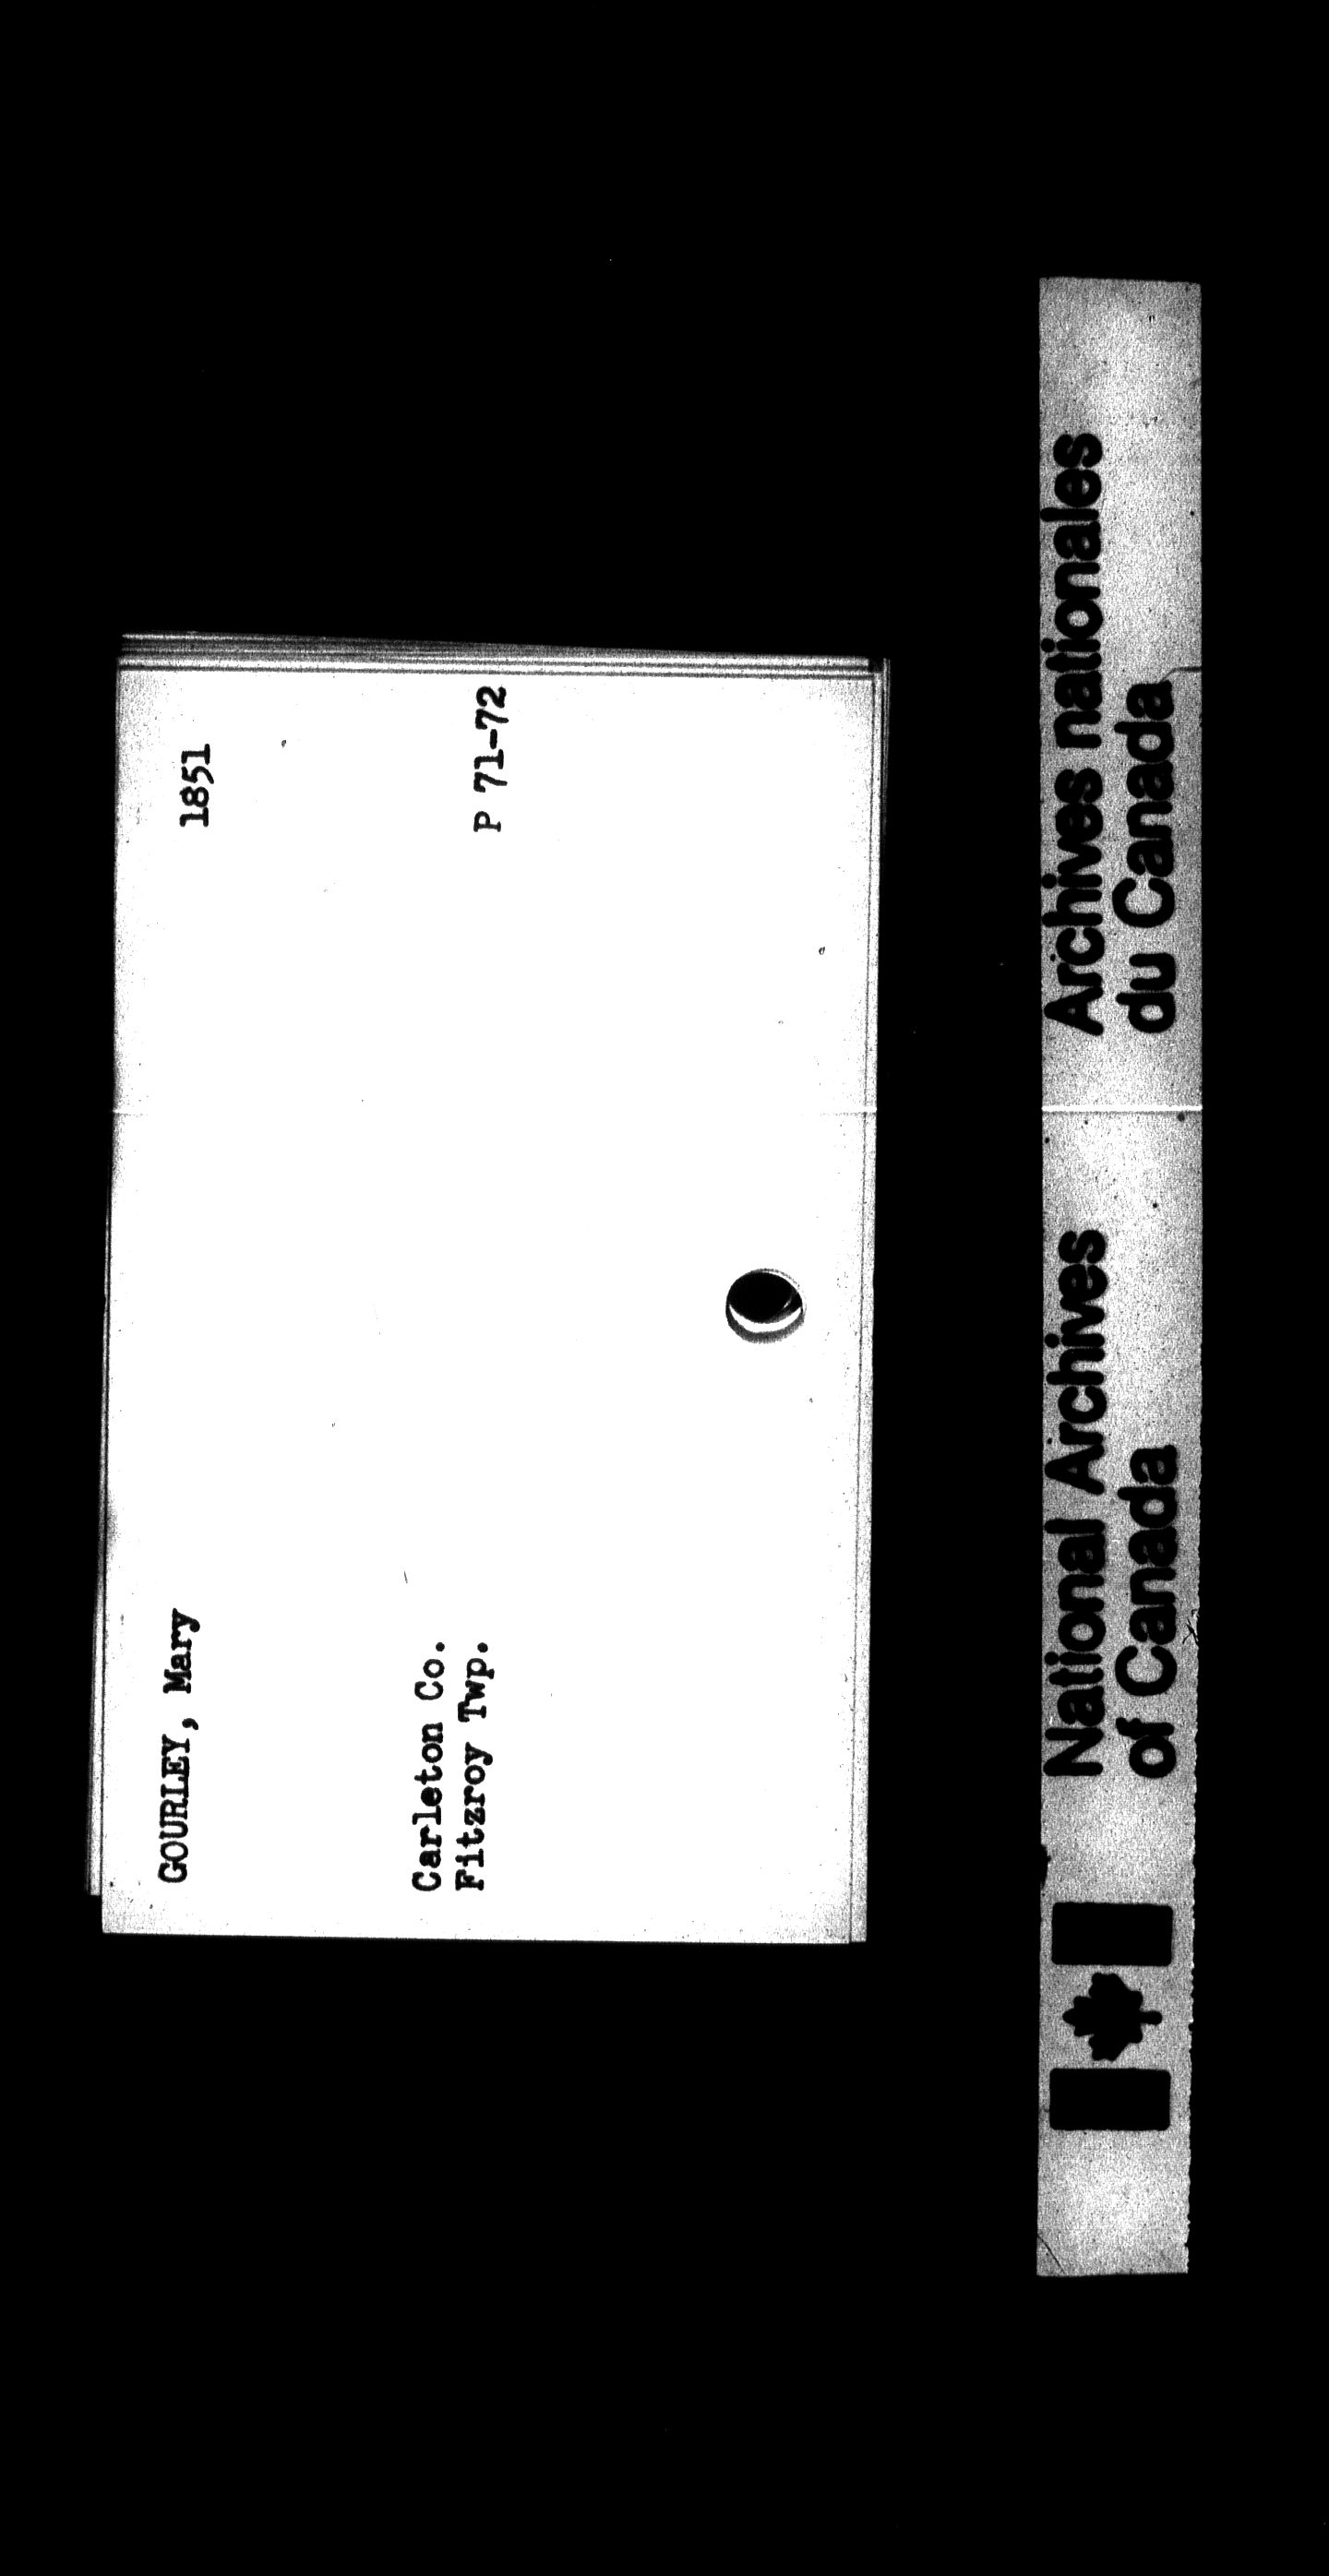 GOURLEY, Mary 1851
Carleton Co.
Fitzroy Twp. P 71-72
National Archives Archives nationales
of Canada du Canada